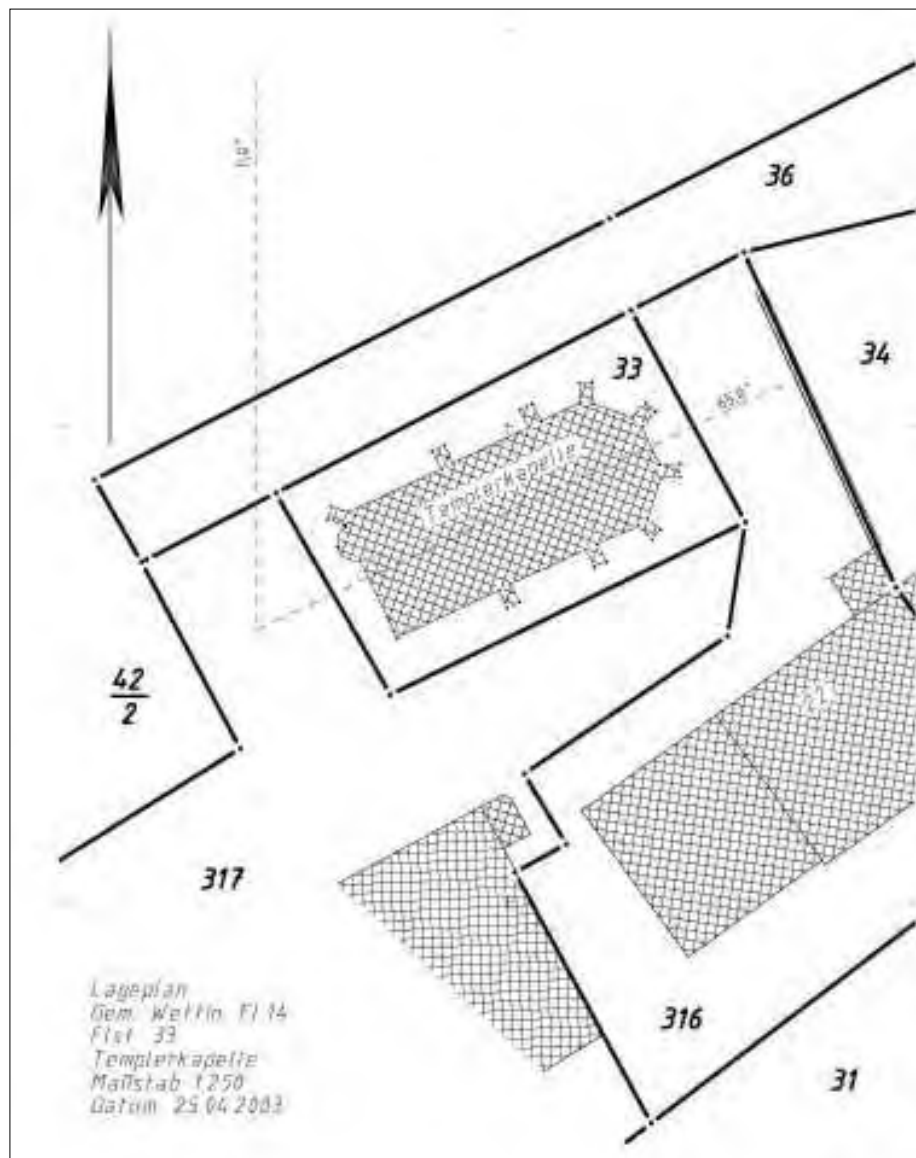 36
33
34
Templerkapelle
42
2
317
316
31
Lageplan
Gem. Wettin Fl 14
Flst 33
Templerkapelle
Maßstab 1:250
Datum 25.04.2003